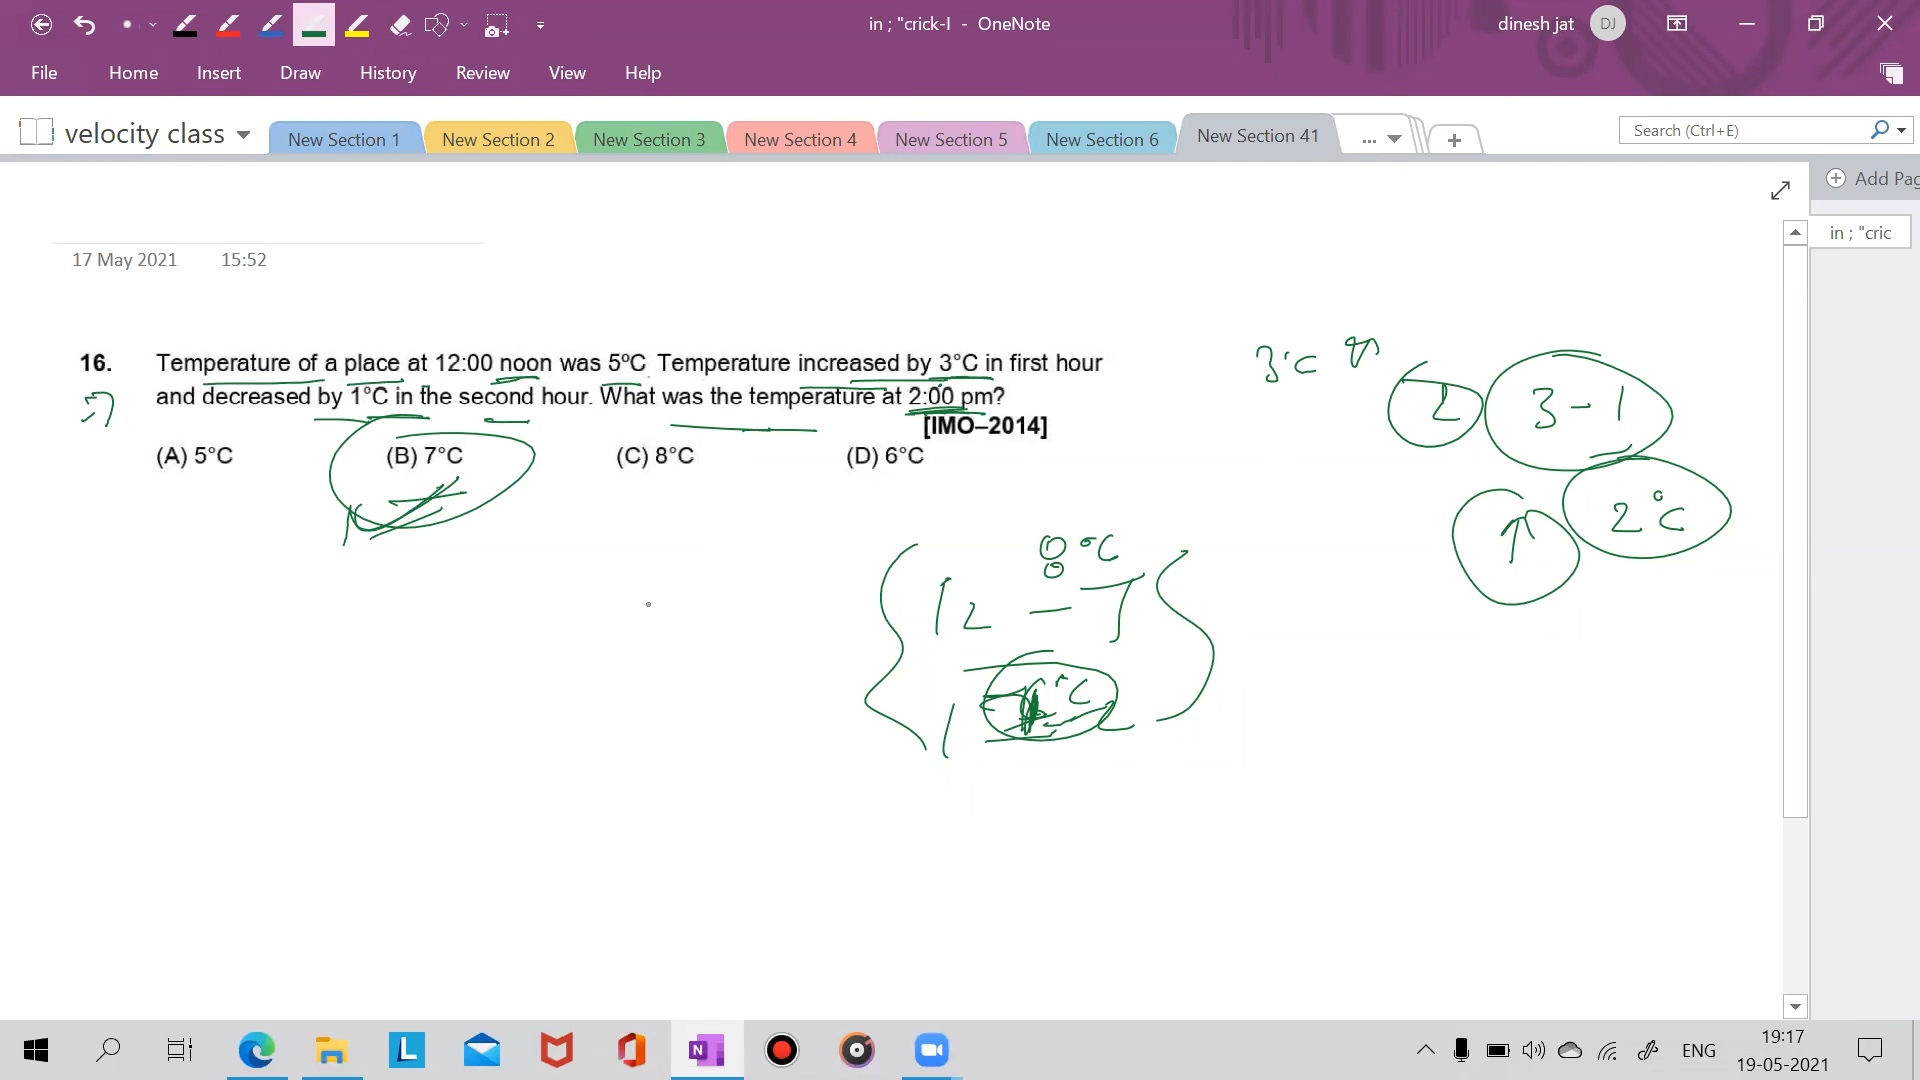 in ; "crick-I - OneNote
dinesh jat DJ
File Home Insert Draw History Review View Help
velocity class New Section 1 New Section 2 New Section 3 New Section 4 New Section 5 New Section 6 New Section 41 ... Search (Ctrl+E)
Add Pag
in ; "cric
17 May 2021 15:52
16. Temperature of a place at 12:00 noon was 5°C Temperature increased by 3°C in first hour
and decreased by 1°C in the second hour. What was the temperature at 2:00 pm?
[IMO–2014]
(A) 5°C (B) 7°C (C) 8°C (D) 6°C
3°C
2 3-1
2°C
8°C
12 -
°C
ENG
19:17
19-05-2021